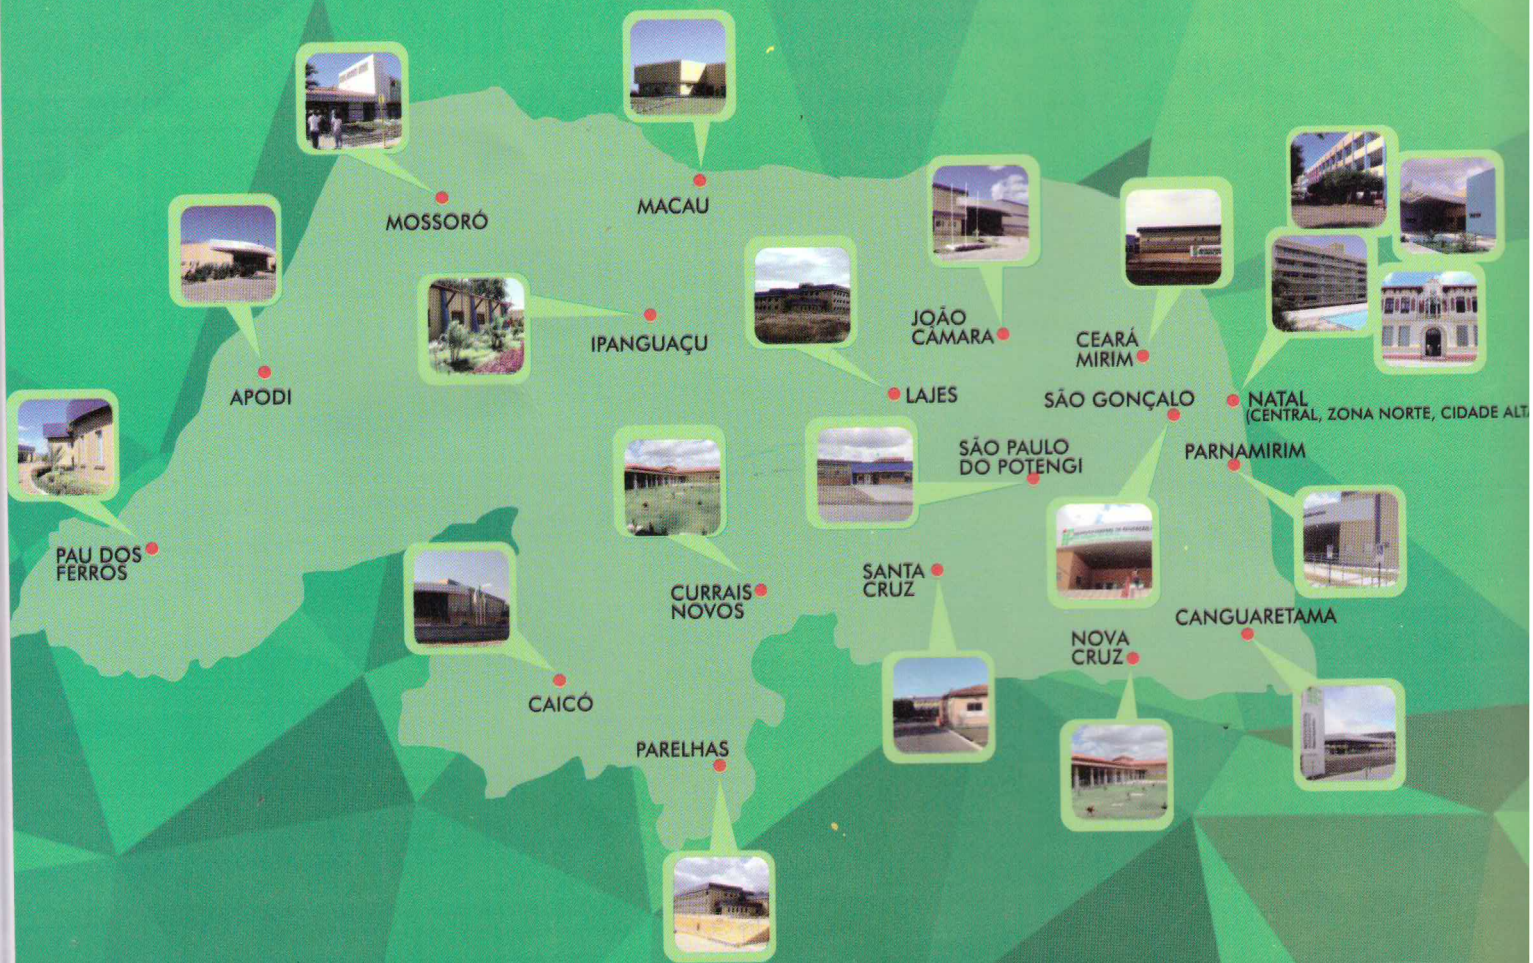 MOSSORÓ
MACAU
APODI
IPANGUAÇU
JOÃO
CÂMARA
CEARÁ
MIRIM
LAJES
SÃO GONÇALO
NATAL
(CENTRAL, ZONA NORTE, CIDADE
SÃO PAULO
DO POTENGI
PARNAMIRIM
PAU DOS
FERROS
CURRAIS
NOVOS
SANTA
CRUZ
CANGUARETAMA
NOVA
CRUZ
CAICÓ
PARELHAS